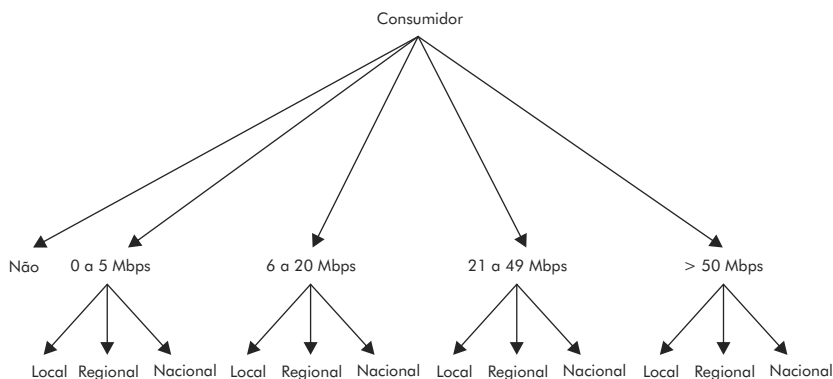 Consumidor
Não 0 a 5 Mbps 6 a 20 Mbps 21 a 49 Mbps > 50 Mbps
Local Regional Nacional Local Regional Nacional Local Regional Nacional Local Regional Nacional